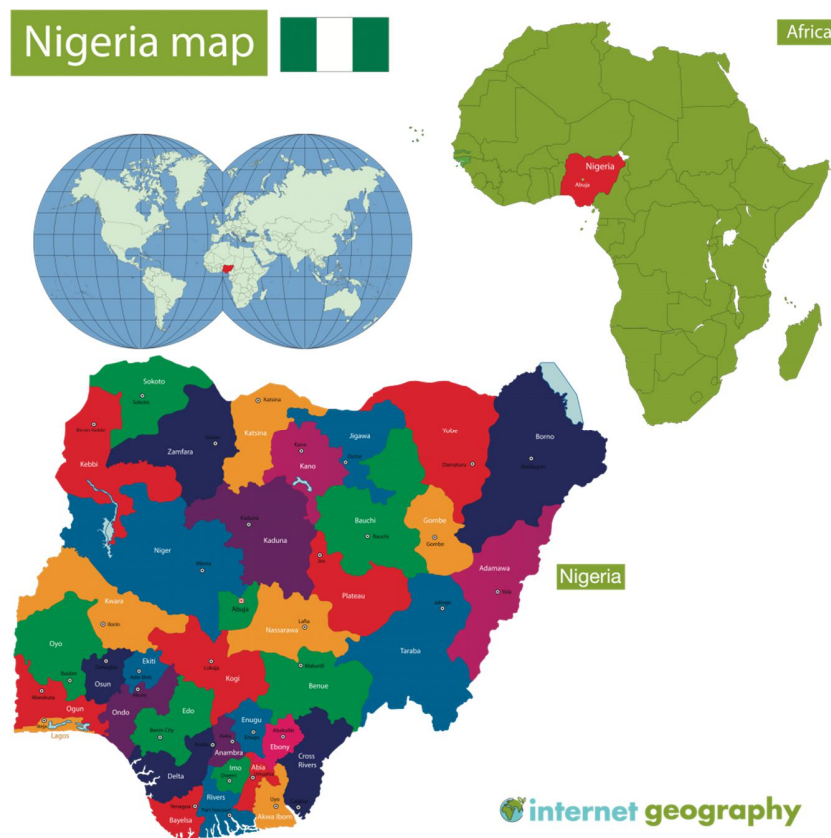 Nigeria map
Africa
Nigeria
Abuja
Sokoto
Sokoto
Katsina
Katsina
Zamfara
Kebbi
Kano
Kano
Jigawa
Dutse
Yobe
Damaturu
Borno
Bauchi
Bauchi
Gombe
Gombe
Adamawa
Yola
Kaduna
Kaduna
Niger
Minna
Jos
Plateau
Nigeria
Abuja
Kwara
Ilorin
Nassarawa
Lafia
Jalingo
Taraba
Oyo
Ibadan
Osun
Ekiti
Ado-Ekiti
Kogi
Lokoja
Makurdi
Benue
Abeokuta
Ogun
Ikeja
Lagos
Ondo
Akure
Edo
Benin City
Enugu
Enugu
Abakaliki
Ebony
Anambra
Asaba
Cross
Rivers
Delta
Imo
Owerri
Abia
Umuahia
Yenagoa
Bayelsa
Rivers
Port Harcourt
Uyo
Akwa Ibom
internet geography